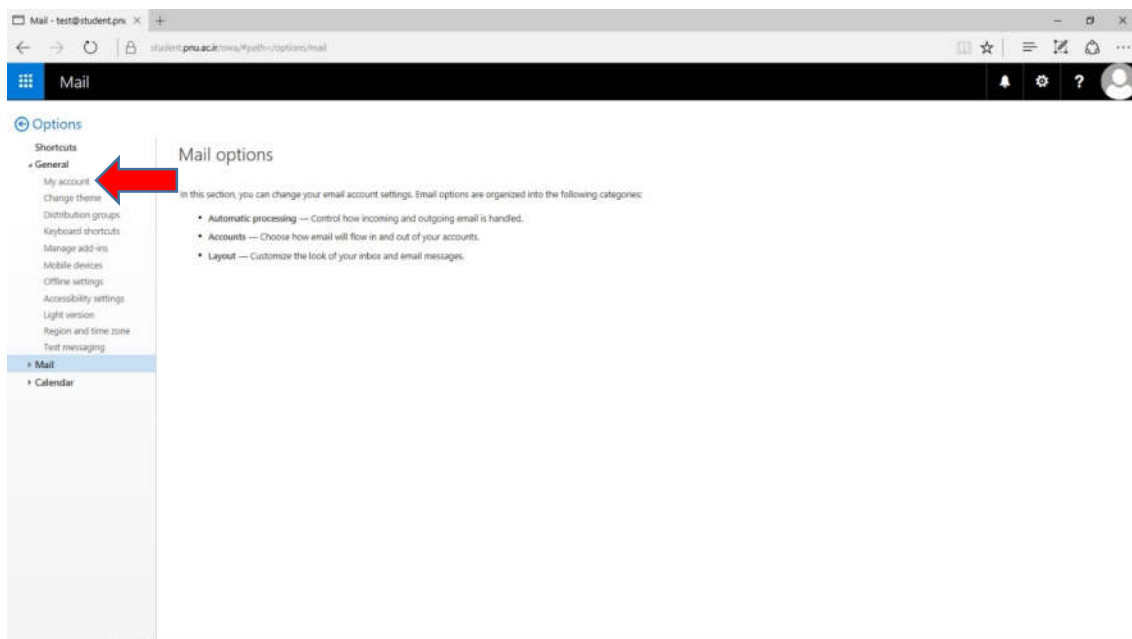 Mail - test@student.pnu
student.pnu.ac.ir/owa/#path=/options/mail
Mail
?
Options
Shortcuts
General
My account
Change theme
Distribution groups
Keyboard shortcuts
Manage add-ins
Mobile devices
Offline settings
Accessibility settings
Light version
Region and time zone
Text messaging
Mail
Calendar
Mail options
In this section, you can change your email account settings. Email options are organized into the following categories:
• Automatic processing — Control how incoming and outgoing email is handled.
• Accounts — Choose how email will flow in and out of your accounts.
• Layout — Customize the look of your inbox and email messages.